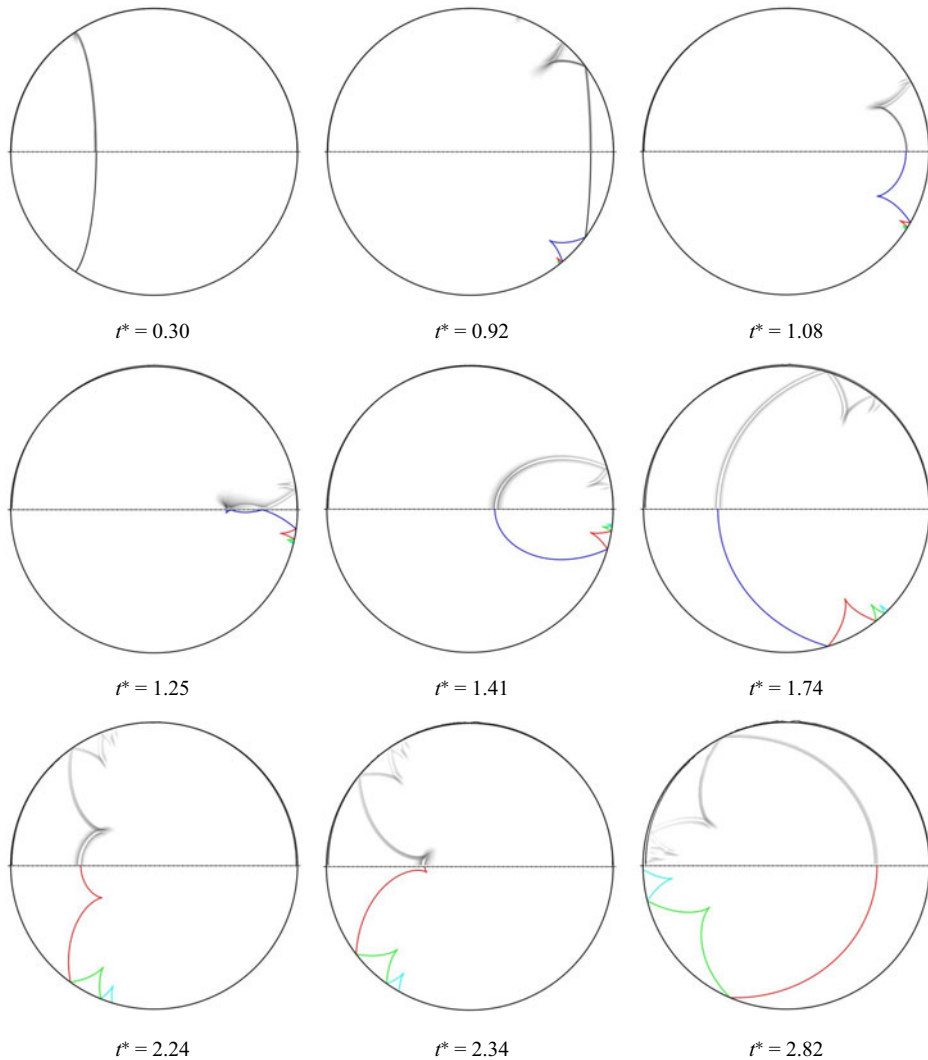 t* = 0.30
t* = 0.92
t* = 1.08
t* = 1.25
t* = 1.41
t* = 1.74
t* = 2.24
t* = 2.34
t* = 2.82